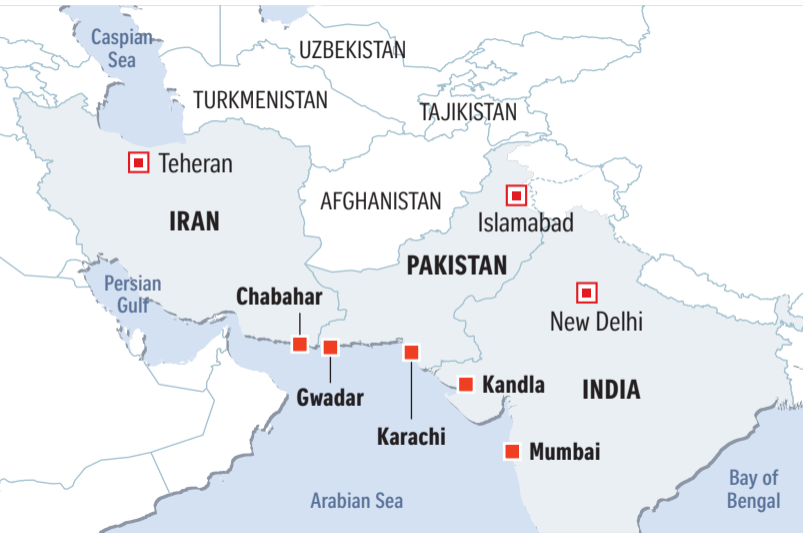 Caspian
Sea
UZBEKISTAN
TURKMENISTAN
TAJIKISTAN
Teheran
AFGHANISTAN
IRAN
Islamabad
PAKISTAN
Persian
Gulf
Chabahar
New Delhi
Gwadar
Kandla
INDIA
Karachi
Mumbai
Arabian Sea
Bay of
Bengal